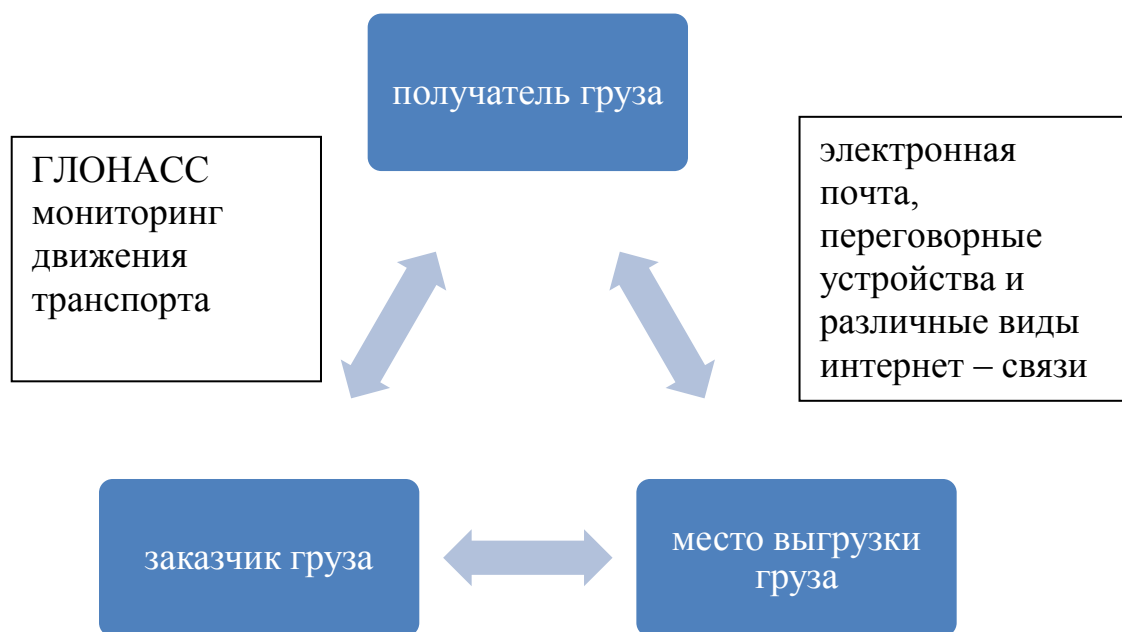 получатель груза
ГЛОНАСС
мониторинг
движения
транспорта
электронная
почта,
переговорные
устройства и
различные виды
интернет – связи
заказчик груза
место выгрузки
груза